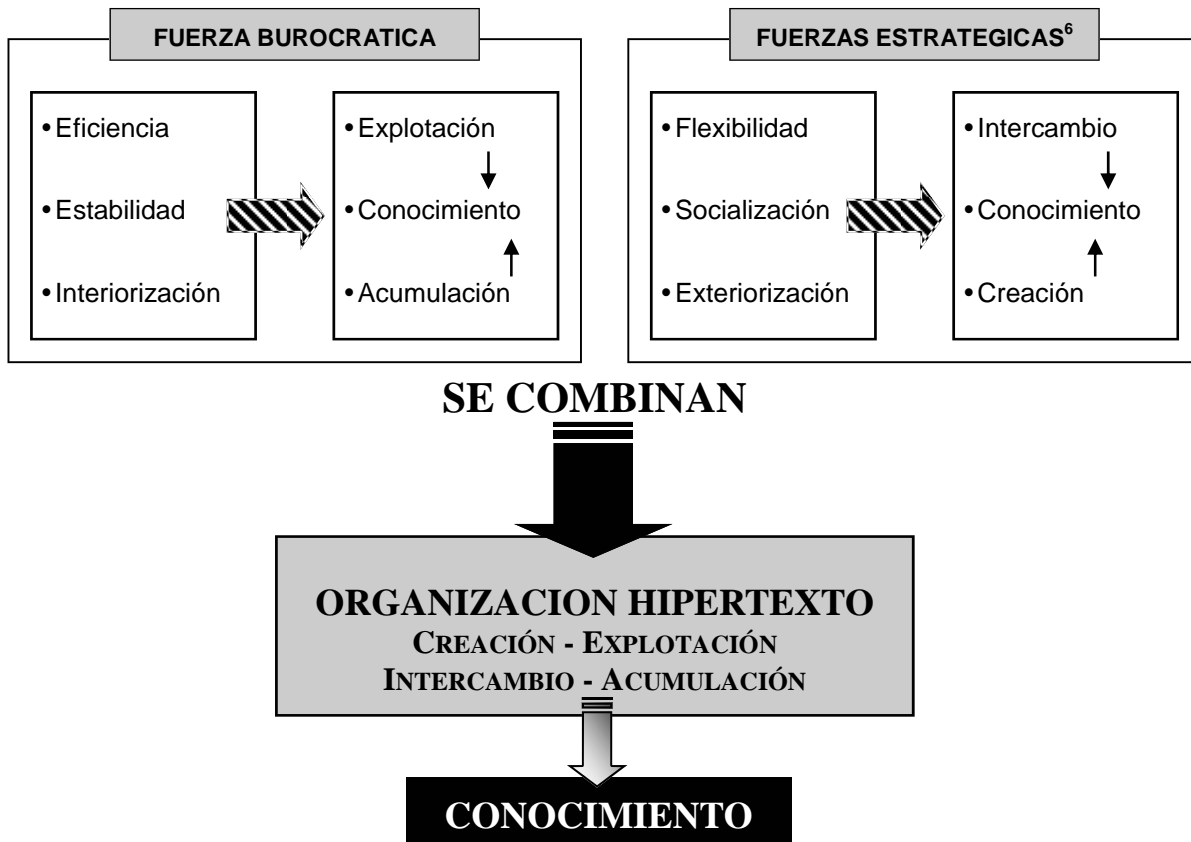 FUERZA BUROCRATICA
• Eficiencia
• Estabilidad
• Interiorización
• Explotación
• Conocimiento
• Acumulación
FUERZAS ESTRATEGICAS⁶
• Flexibilidad
• Socialización
• Exteriorización
• Intercambio
• Conocimiento
• Creación
SE COMBINAN
ORGANIZACION HIPERTEXTO
CREACIÓN - EXPLOTACIÓN
INTERCAMBIO - ACUMULACIÓN
CONOCIMIENTO